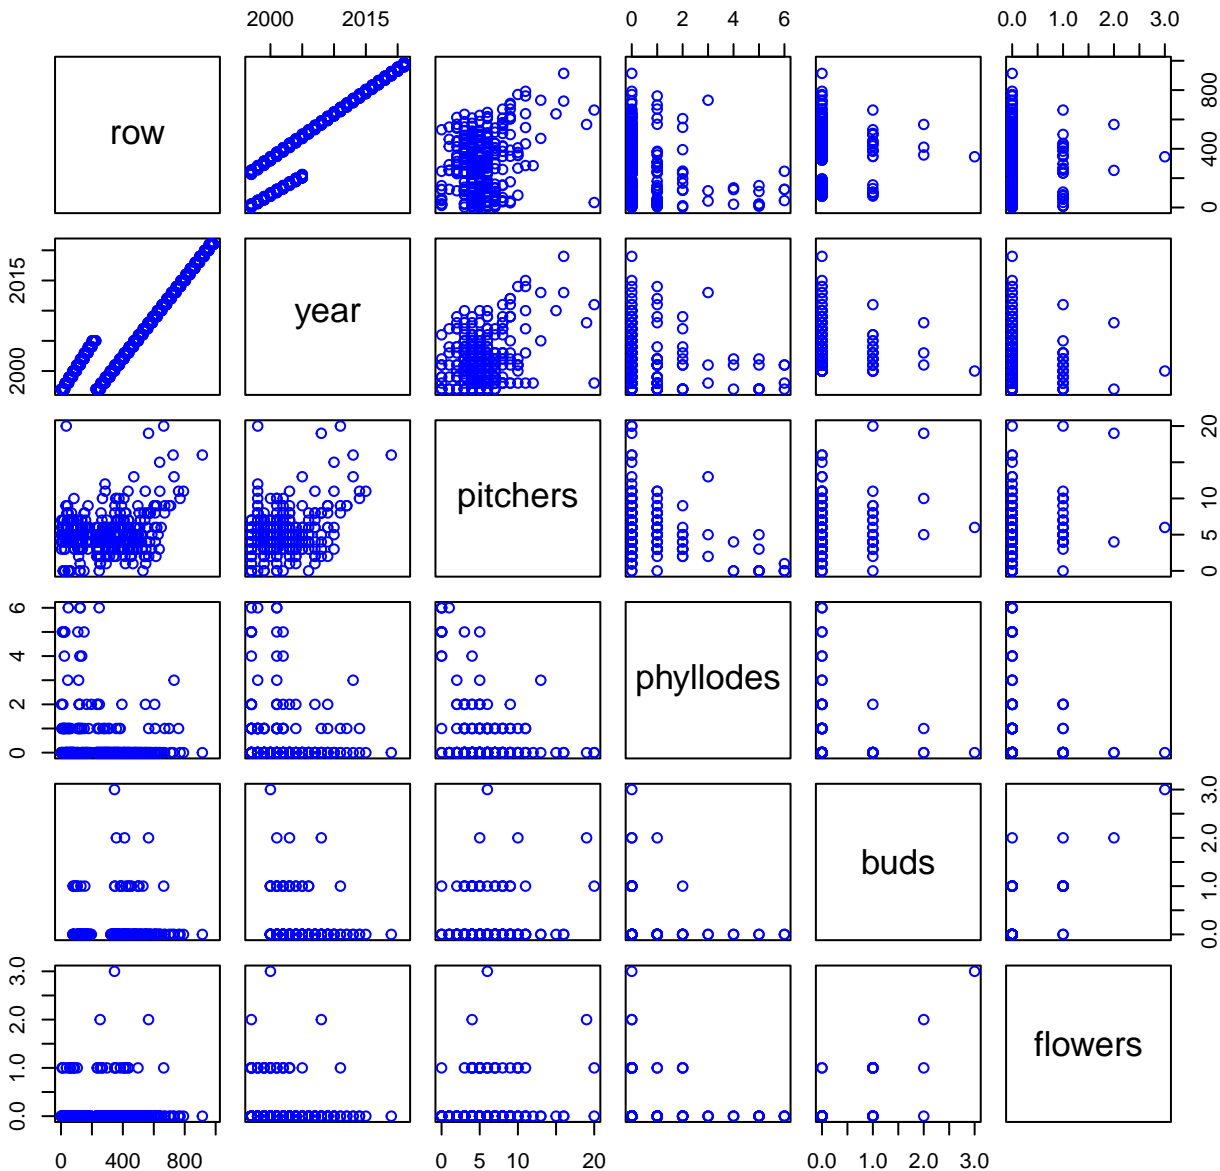 2000 2015 0 2 4 6 0.0 1.0 2.0 3.0
row 0 400 800
2000 2015 year
pitchers 0 5 10 20
0 2 4 6 phyllodes
buds 0.0 1.0 2.0 3.0
0.0 1.0 2.0 3.0 flowers
0 400 800 0 5 10 20 0.0 1.0 2.0 3.0